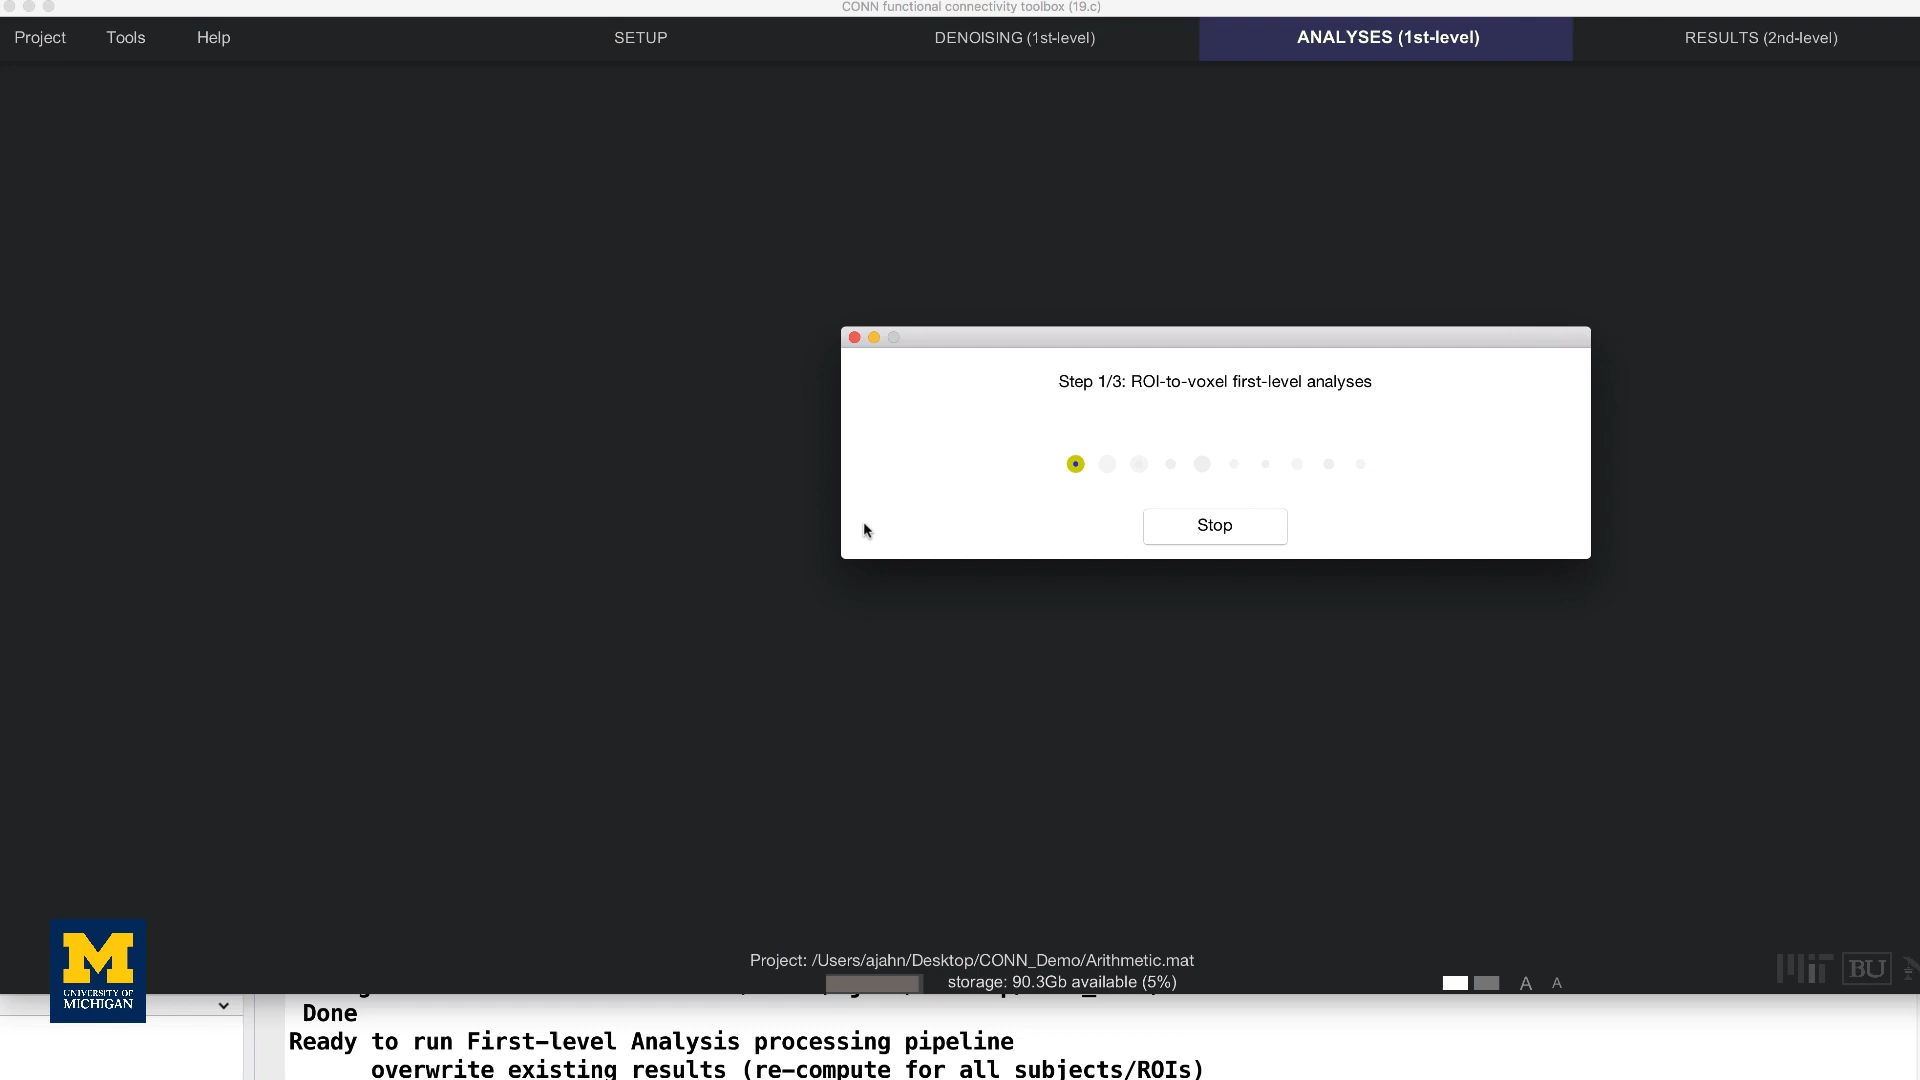 CONN functional connectivity toolbox (19.c)
Project Tools Help SETUP DENOISING (1st-level) ANALYSES (1st-level) RESULTS (2nd-level)
Step 1/3: ROI-to-voxel first-level analyses
Stop
Project: /Users/ajahn/Desktop/CONN_Demo/Arithmetic.mat
storage: 90.3Gb available (5%)
A A
MIT BU
M
UNIVERSITY OF
MICHIGAN
Done
Ready to run First-level Analysis processing pipeline
overwrite existing results (re-compute for all subjects/ROIs)